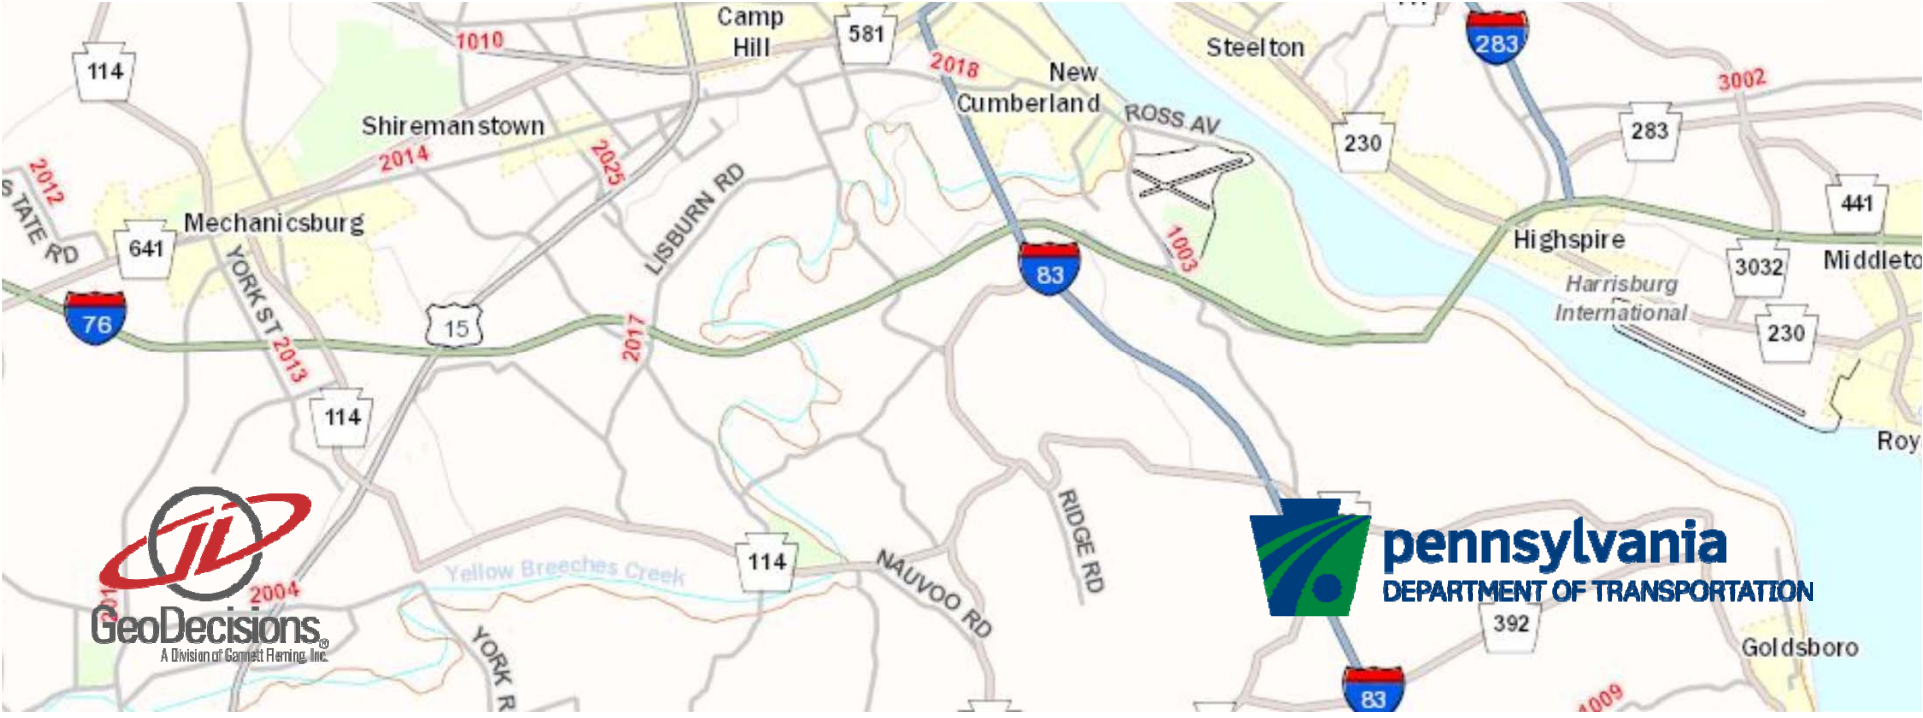 Camp
Hill
581
283
Steelton
1010
2018
New
Cumberland
3002
114
Shiremanstown
ROSS AV
230
283
2014
2025
2012
STATE RD
LISBURN RD
441
Mechanicsburg
641
YORK ST
1003
Highspire
3032
Middleto
83
Harrisburg
International
76
15
2017
230
2013
114
Roy
RIDGE RD
pennsylvania
DEPARTMENT OF TRANSPORTATION
114
Yellow Breeches Creek
NAUVOO RD
2004
GeoDecisions®
A Division of Gannett Fleming, Inc.
392
YORK R
Goldsboro
83
1009